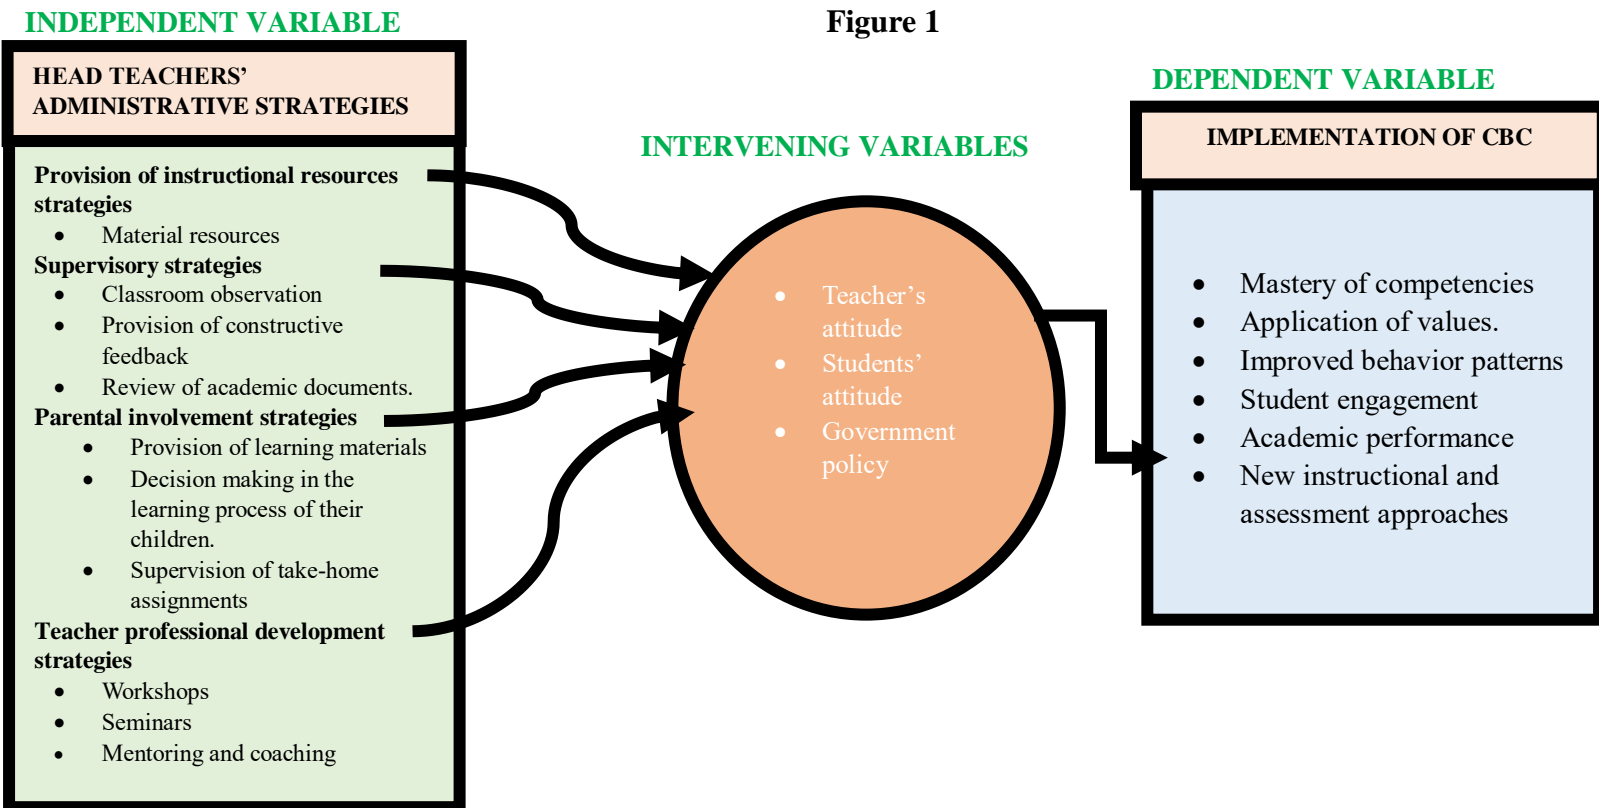 Figure 1
INDEPENDENT VARIABLE
HEAD TEACHERS’
ADMINISTRATIVE STRATEGIES
Provision of instructional resources
strategies
• Material resources
Supervisory strategies
• Classroom observation
• Provision of constructive
feedback
• Review of academic documents.
Parental involvement strategies
• Provision of learning materials
• Decision making in the
learning process of their
children.
• Supervision of take-home
assignments
Teacher professional development
strategies
• Workshops
• Seminars
• Mentoring and coaching
INTERVENING VARIABLES
• Teacher’s
attitude
• Students’
attitude
• Government
policy
DEPENDENT VARIABLE
IMPLEMENTATION OF CBC
• Mastery of competencies
• Application of values.
• Improved behavior patterns
• Student engagement
• Academic performance
• New instructional and
assessment approaches